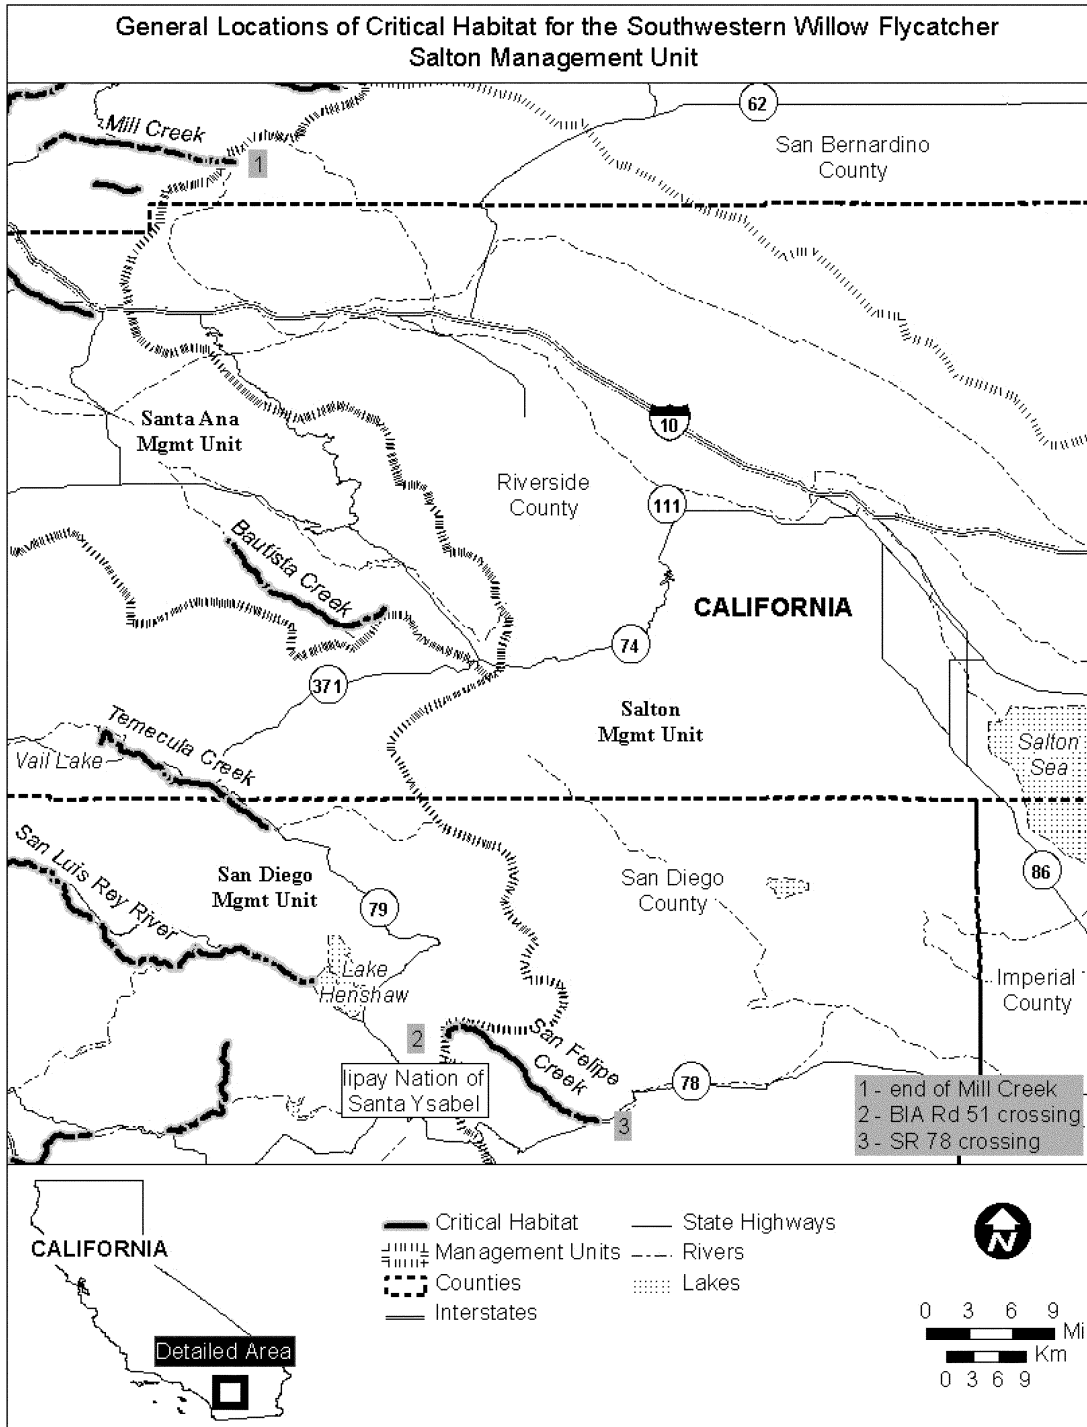 General Locations of Critical Habitat for the Southwestern Willow Flycatcher
Salton Management Unit
62
Mill Creek
San Bernardino
County
1
Santa Ana
Mgmt Unit
10
Riverside
County
111
Bautista Creek
CALIFORNIA
74
371
Salton
Mgmt Unit
Temecula Creek
Vail Lake
Salton
Sea
San Luis Rey River
San Diego
Mgmt Unit
San Diego
County
86
79
Lake
Henshaw
Imperial
County
2
San Felipe
Creek
Iipay Nation of
Santa Ysabel
78
3
1 - end of Mill Creek
2 - BIA Rd 51 crossing
3 - SR 78 crossing
CALIFORNIA
Detailed Area
Critical Habitat
Management Units
Counties
Interstates
State Highways
Rivers
Lakes
N
0 3 6 9
Mi
Km
0 3 6 9